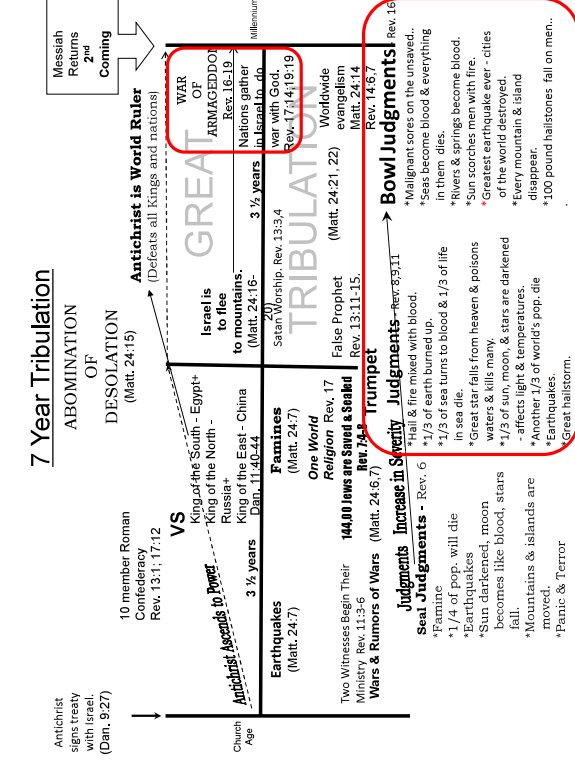 7 Year Tribulation
Antichrist
signs treaty
with Israel.
(Dan. 9:27)
10 member Roman
Confederacy
Rev. 13:1; 17:12
ABOMINATION
OF
DESOLATION
(Matt. 24:15)
Antichrist is World Ruler
(Defeats all Kings and nations)
Messiah
Returns
2nd
Coming
VS
King of the South - Egypt+
King of the North -
Russia+
King of the East - China
Dan. 11:40-44
Antichrist Ascends to Power
Israel is
to flee
to mountains.
(Matt. 24:16-
20)
GREAT
TRIBULATION
WAR
OF
ARMAGEDDON
Rev. 16-19
Nations gather
in Israel to do
war with God.
Rev. 17:14;19:19
Church
Age
3 ½ years
3 ½ years
Millennium
Earthquakes
(Matt. 24:7)
Famines
(Matt. 24:7)
Satan Worship. Rev. 13:3,4
One World
Religion Rev. 17
(Matt. 24:21, 22)
Worldwide
evangelism
Matt. 24:14
Rev. 14:6,7
Two Witnesses Begin Their
Ministry Rev. 11:3-6
144,00 Jews are Saved & Sealed
Rev. 7:4-8
False Prophet
Rev. 13:11-15.
Wars & Rumors of Wars (Matt. 24:6,7)
Judgments Increase in Severity
Seal Judgments - Rev. 6
*Famine
*1/4 of pop. will die
*Earthquakes
*Sun darkened, moon
becomes like blood, stars
fall.
*Mountains & islands are
moved.
*Panic & Terror
Trumpet
Judgments - Rev. 8,9,11
*Hail & fire mixed with blood.
*1/3 of earth burned up.
*1/3 of sea turns to blood & 1/3 of life
in sea die.
*Great star falls from heaven & poisons
waters & kills many.
*1/3 of sun, moon, & stars are darkened
- affects light & temperatures.
*Another 1/3 of world's pop. die
*Earthquakes.
*Great hailstorm.
Bowl Judgments Rev. 16
*Malignant sores on the unsaved..
*Seas become blood & everything
in them dies.
*Rivers & springs become blood.
*Sun scorches men with fire.
*Greatest earthquake ever - cities
of the world destroyed.
*Every mountain & island
disappear.
*100 pound hailstones fall on men..
.